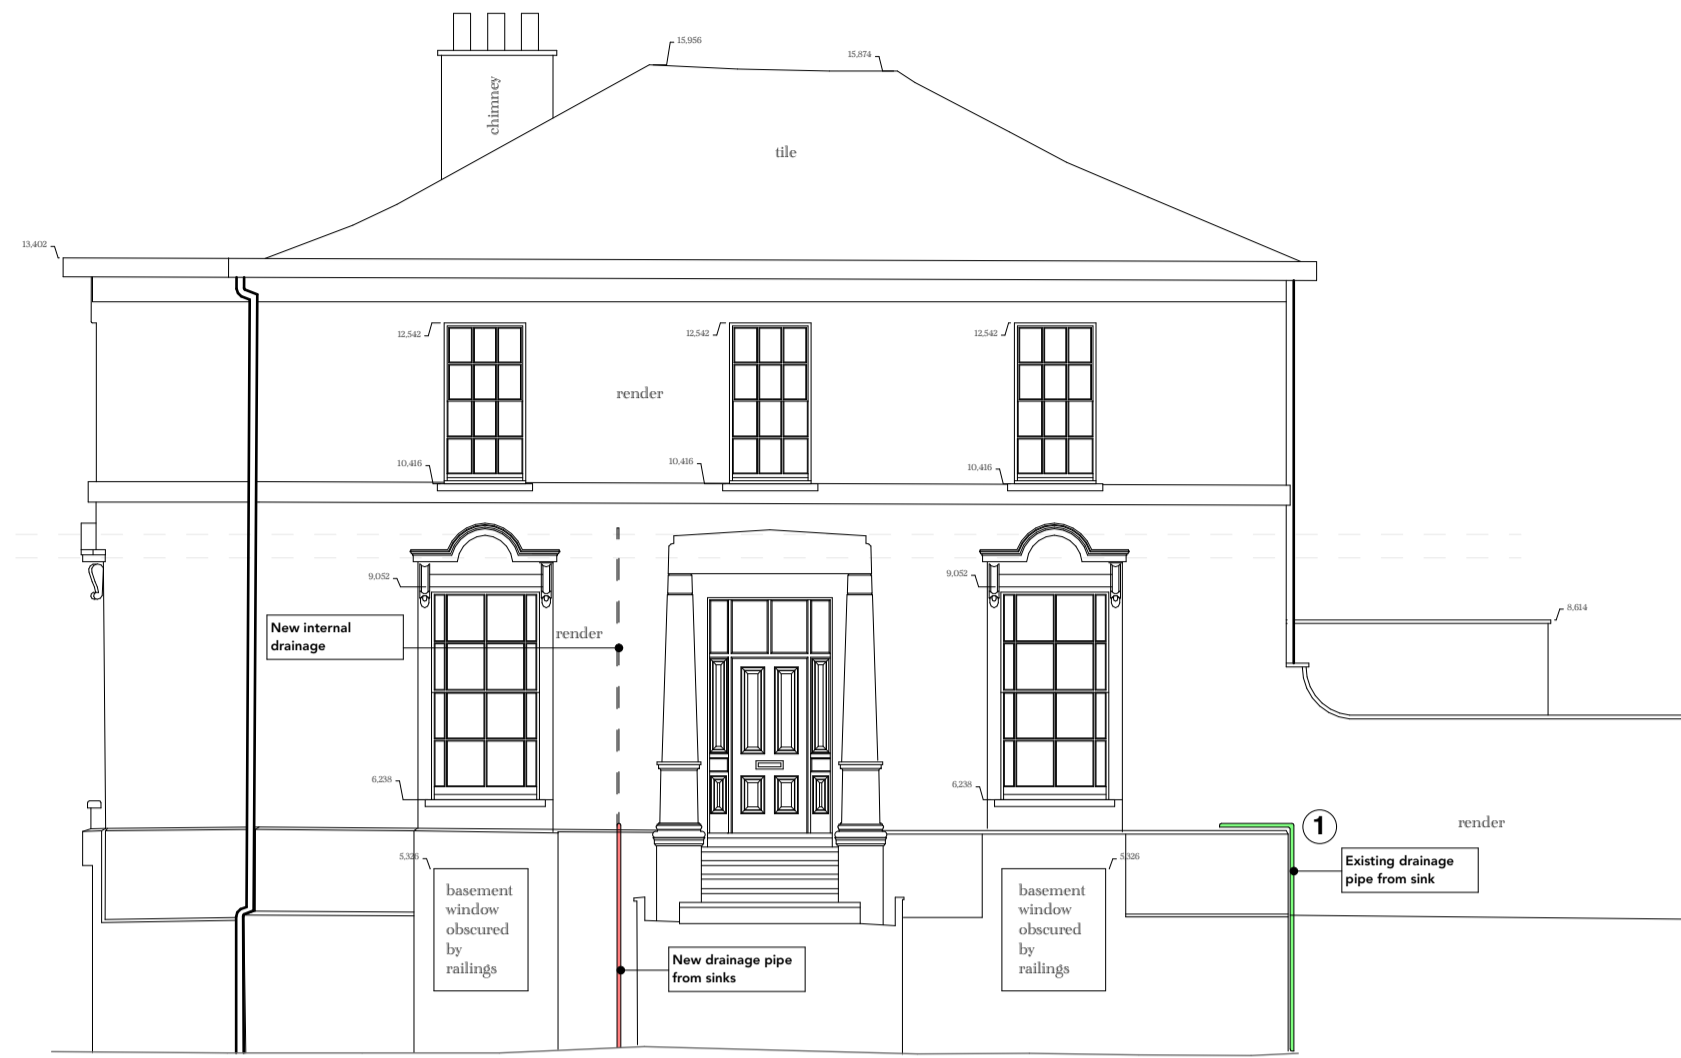 15,956
15,874
chimney
tile
13,402
12,542
12,542
12,542
render
10,416
10,416
10,416
9,052
9,052
8,614
New internal
drainage
render
6,238
6,238
1
render
5,326
5,326
Existing drainage
pipe from sink
basement
window
obscured
by
railings
basement
window
obscured
by
railings
New drainage pipe
from sinks